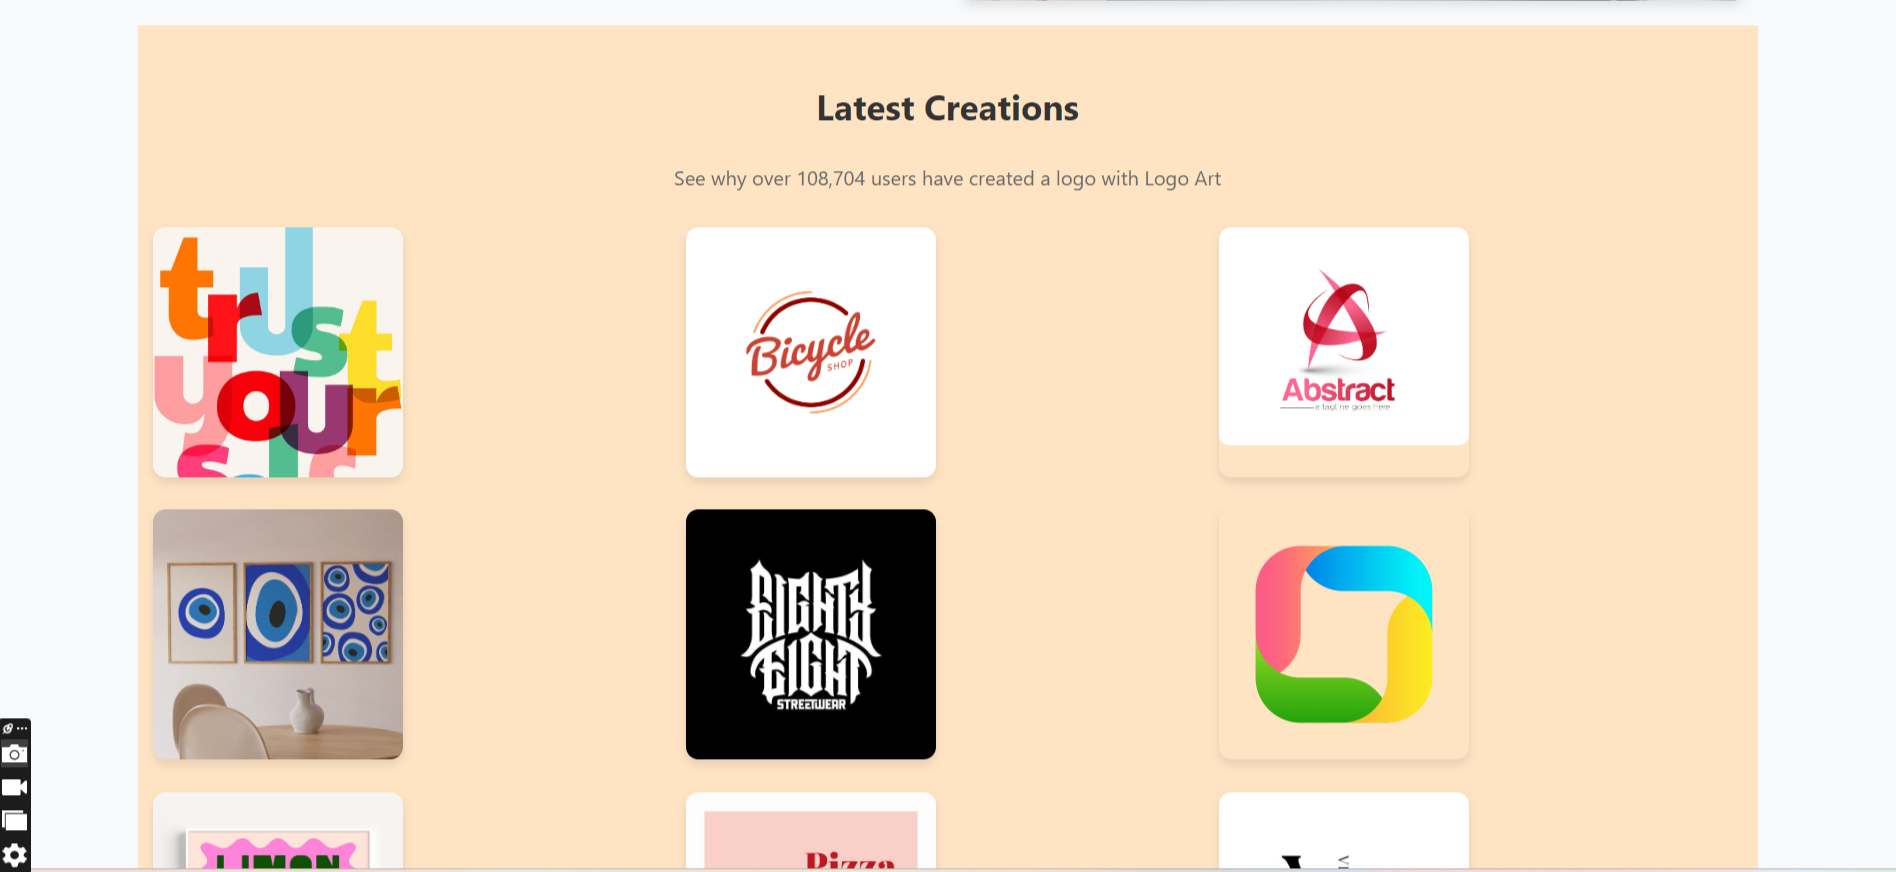 Latest Creations
See why over 108,704 users have created a logo with Logo Art
trust
your
self
Bicycle
SHOP
Abstract
a tagline goes here
EIGHTY
EIGHT
STREETWEAR
LIMON
Pizza